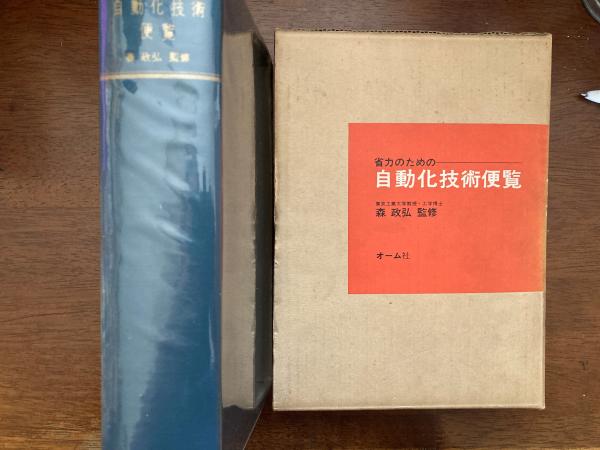 自動化技術
便覧
森 政弘 監修
省力のための
自動化技術便覧
東京工業大学教授・工学博士
森 政弘 監修
オーム社